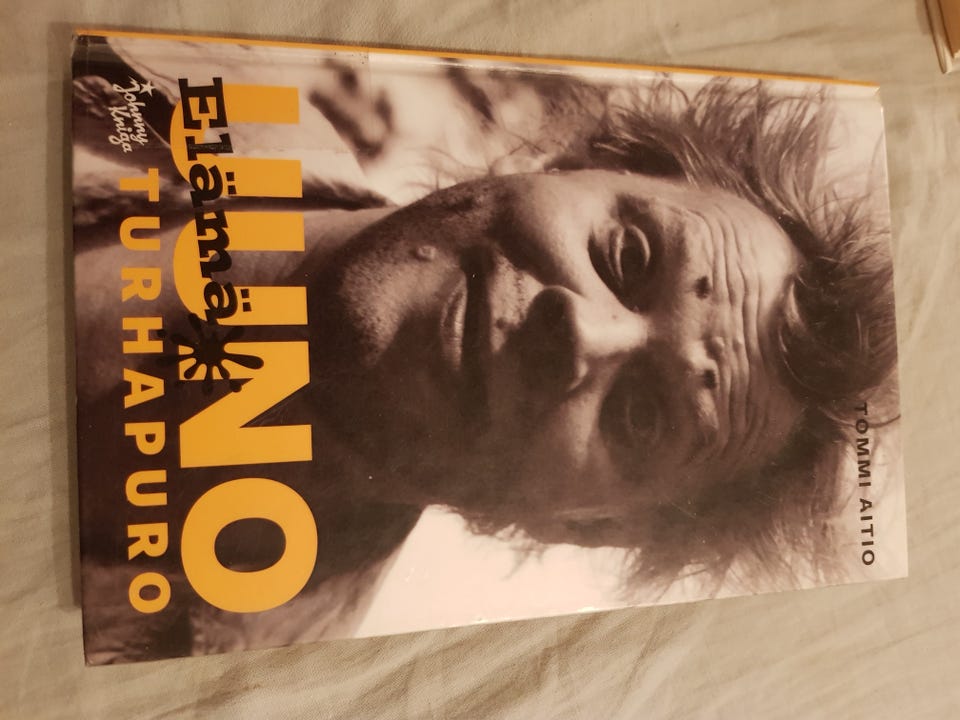 TOMMI AITIO
UUNO
Elämä
TURHAPURO
Johnny
Kniga